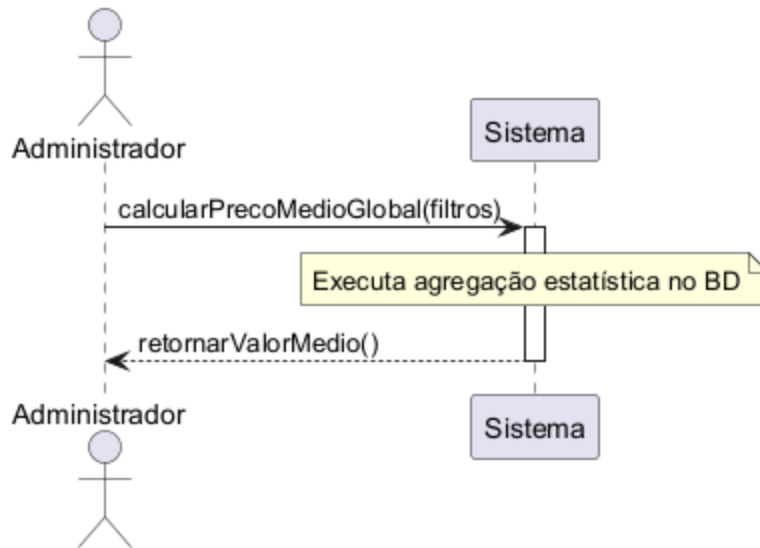 Administrador
Sistema
calcularPrecoMedioGlobal(filtros)
Executa agregação estatística no BD
retornarValorMedio()
Administrador
Sistema